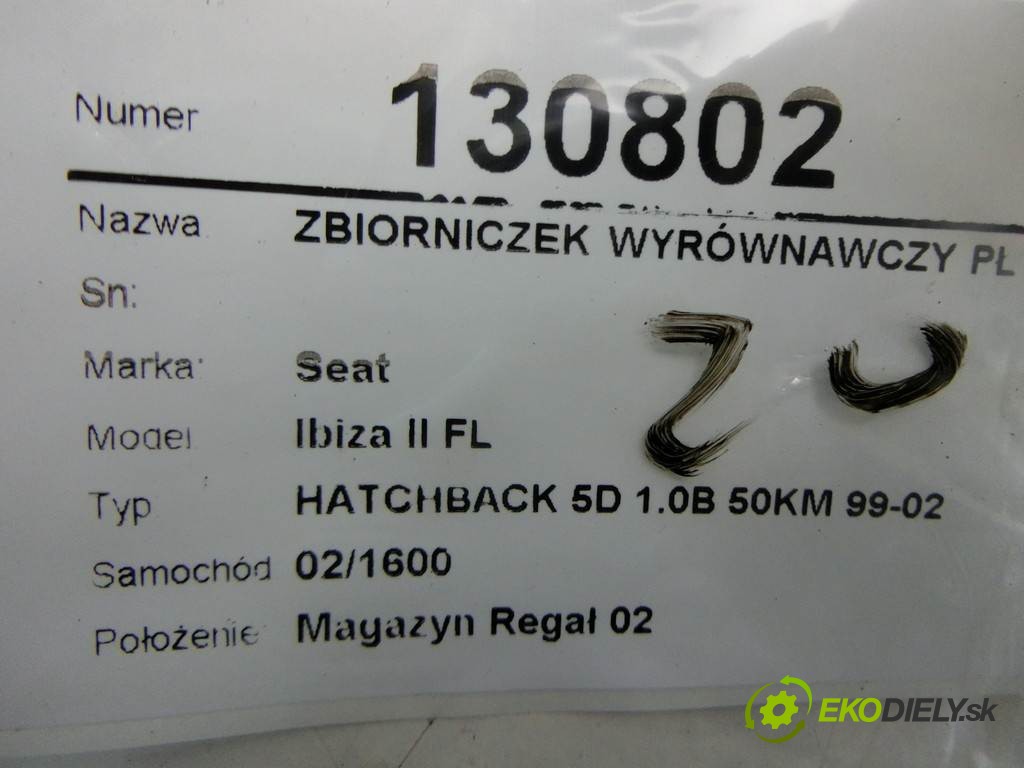 Numer 130802
Nazwa ZBIORNICZEK WYRÓWNAWCZY PŁ
Sn:
Marka: Seat
Model Ibiza II FL
Typ HATCHBACK 5D 1.0B 50KM 99-02
Samochód 02/1600
Położenie Magazyn Regał 02
EKODIELY.sk